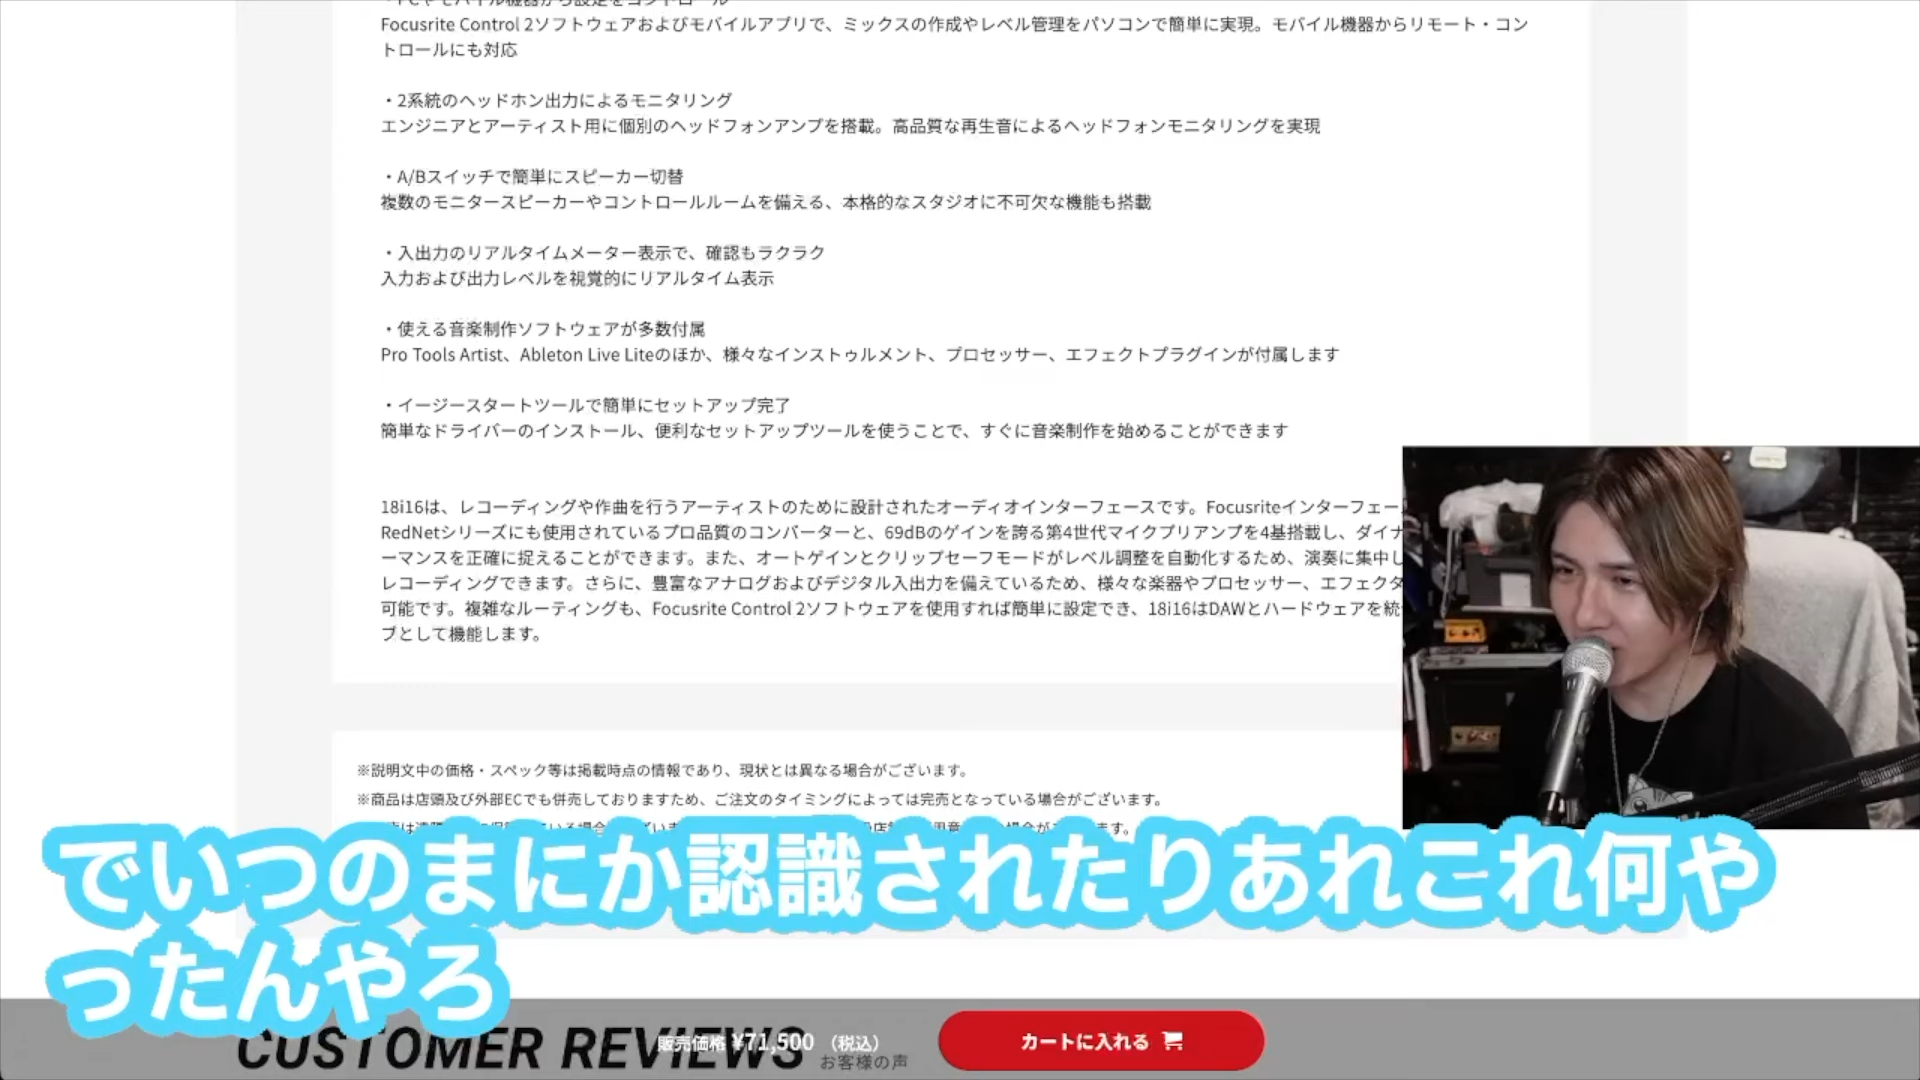 ・PCやモバイル機器から設定をコントロール
Focusrite Control 2ソフトウェアおよびモバイルアプリで、ミックスの作成やレベル管理をパソコンで簡単に実現。モバイル機器からリモート・コン
トロールにも対応
・2系統のヘッドホン出力によるモニタリング
エンジニアとアーティスト用に個別のヘッドフォンアンプを搭載。高品質な再生音によるヘッドフォンモニタリングを実現
・A/Bスイッチで簡単にスピーカー切替
複数のモニタースピーカーやコントロールルームを備える、本格的なスタジオに不可欠な機能も搭載
・入出力のリアルタイムメーター表示で、確認もラクラク
入力および出力レベルを視覚的にリアルタイム表示
・使える音楽制作ソフトウェアが多数付属
Pro Tools Artist、Ableton Live Liteのほか、様々なインストゥルメント、プロセッサー、エフェクトプラグインが付属します
・イージースタートツールで簡単にセットアップ完了
簡単なドライバーのインストール、便利なセットアップツールを使うことで、すぐに音楽制作を始めることができます
18i16は、レコーディングや作曲を行うアーティストのために設計されたオーディオインターフェースです。Focusriteインターフェー
RedNetシリーズにも使用されているプロ品質のコンバーターと、69dBのゲインを誇る第4世代マイクプリアンプを4基搭載し、ダイナ
ーマンスを正確に捉えることができます。また、オートゲインとクリップセーフモードがレベル調整を自動化するため、演奏に集中し
レコーディングできます。さらに、豊富なアナログおよびデジタル入出力を備えているため、様々な楽器やプロセッサー、エフェクタ
可能です。複雑なルーティングも、Focusrite Control 2ソフトウェアを使用すれば簡単に設定でき、18i16はDAWとハードウェアを統
ブとして機能します。
※説明文中の価格・スペック等は掲載時点の情報であり、現状とは異なる場合がございます。
※商品は店頭及び外部ECでも併売しておりますため、ご注文のタイミングによっては完売となっている場合がございます。
でいつのまにか認識されたりあれこれ何や
ったんやろ
CUSTOMER REVIEWS お客様の声
販売価格 ¥71,500 （税込）
カートに入れる